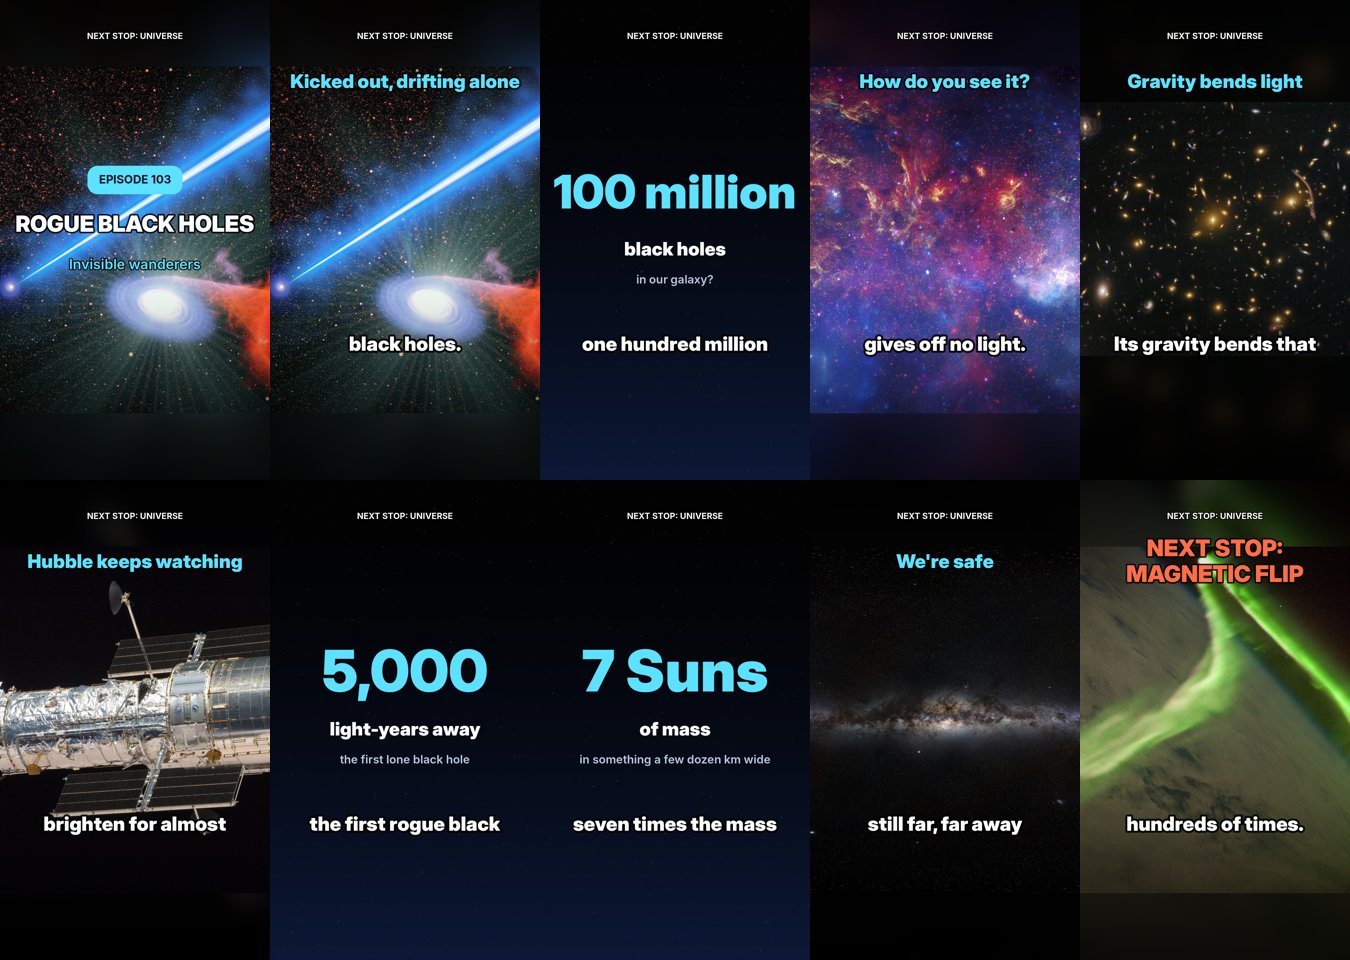 NEXT STOP: UNIVERSE
EPISODE 103
ROGUE BLACK HOLES
Invisible wanderers
NEXT STOP: UNIVERSE
Kicked out, drifting alone
black holes.
NEXT STOP: UNIVERSE
100 million
black holes
in our galaxy?
one hundred million
NEXT STOP: UNIVERSE
How do you see it?
gives off no light.
NEXT STOP: UNIVERSE
Gravity bends light
Its gravity bends that
NEXT STOP: UNIVERSE
Hubble keeps watching
brighten for almost
NEXT STOP: UNIVERSE
5,000
light-years away
the first lone black hole
the first rogue black
NEXT STOP: UNIVERSE
7 Suns
of mass
in something a few dozen km wide
seven times the mass
NEXT STOP: UNIVERSE
We're safe
still far, far away
NEXT STOP: UNIVERSE
NEXT STOP:
MAGNETIC FLIP
hundreds of times.